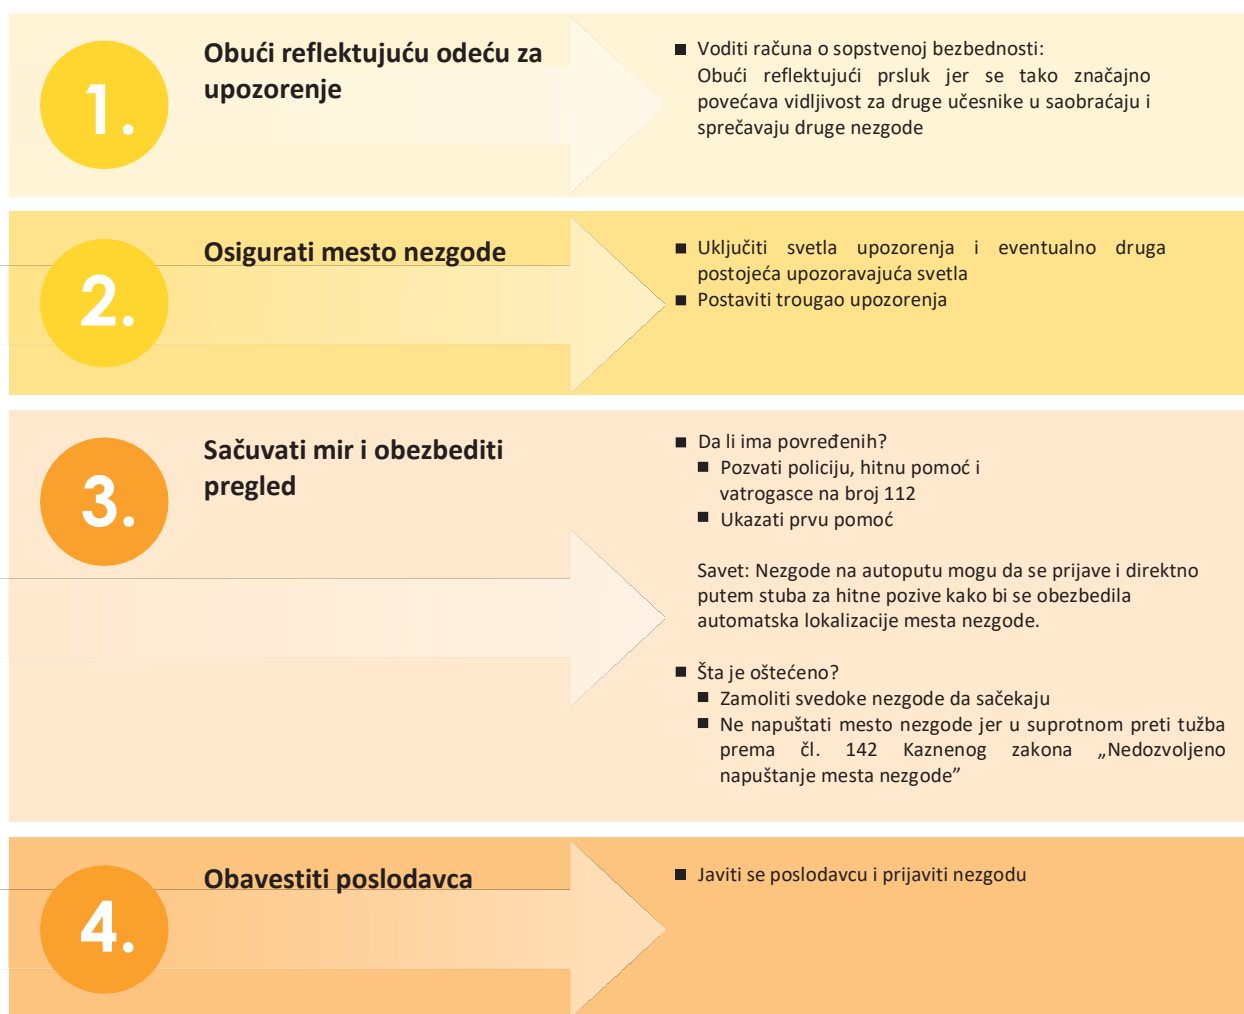 1.
Obući reflektujuću odeću za
upozorenje
■ Voditi računa o sopstvenoj bezbednosti:
Obući reflektujući prsluk jer se tako značajno
povećava vidljivost za druge učesnike u saobraćaju i
sprečavaju druge nezgode
2.
Osigurati mesto nezgode
■ Uključiti svetla upozorenja i eventualno druga
postojeća upozoravajuća svetla
■ Postaviti trougao upozorenja
3.
Sačuvati mir i obezbediti
pregled
■ Da li ima povređenih?
■ Pozvati policiju, hitnu pomoć i
vatrogasce na broj 112
■ Ukazati prvu pomoć
Savet: Nezgode na autoputu mogu da se prijave i direktno
putem stuba za hitne pozive kako bi se obezbedila
automatska lokalizacije mesta nezgode.
■ Šta je oštećeno?
■ Zamoliti svedoke nezgode da sačekaju
■ Ne napuštati mesto nezgode jer u suprotnom preti tužba
prema čl. 142 Kaznenog zakona „Nedozvoljeno
napuštanje mesta nezgode”
4.
Obavestiti poslodavca
■ Javiti se poslodavcu i prijaviti nezgodu